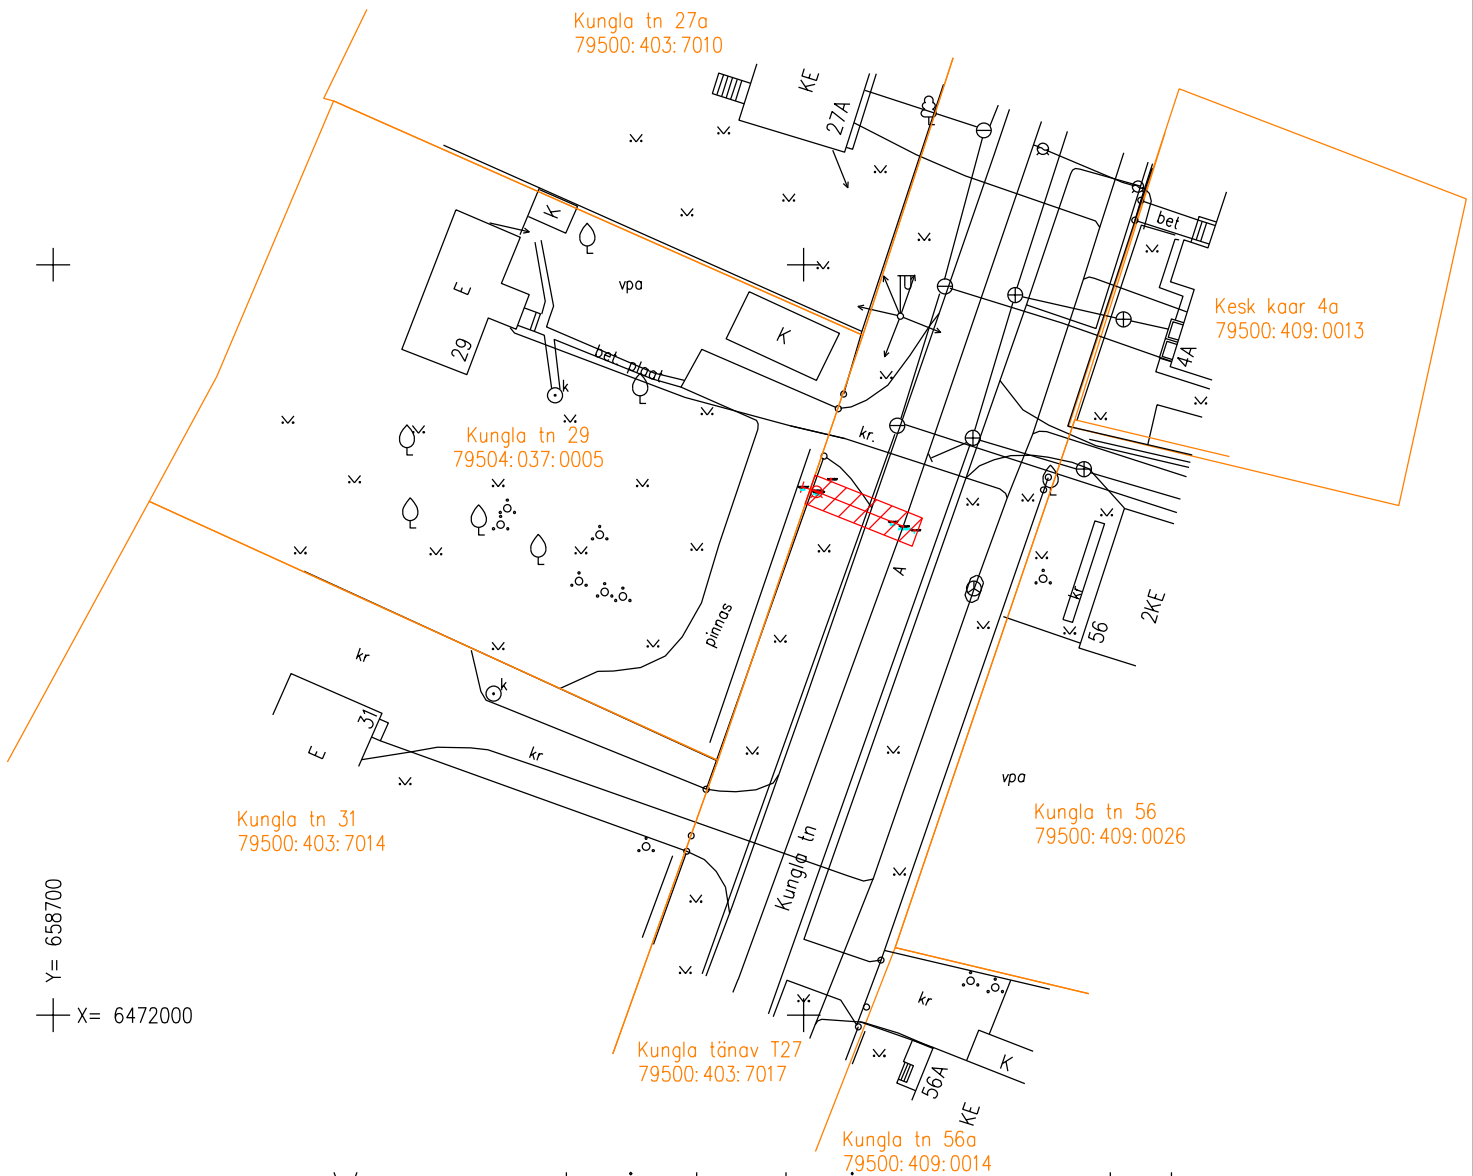 Kungla tn 27a
79500:403:7010
KE
27A
K
bet
E
vpa
U
Kesk kaar 4a
79500:409:0013
29
K
4A
bet plaat
k
Kungla tn 29
79504:037:0005
kr.
A
kr
2KE
56
pinnas
kr
k
31
E
kr
vpa
Kungla tn 31
79500:403:7014
Kungla tn 56
79500:409:0026
Kungla tn
Y= 658700
X= 6472000
kr
Kungla tänav T27
79500:403:7017
K
56A
KE
Kungla tn 56a
79500:409:0014